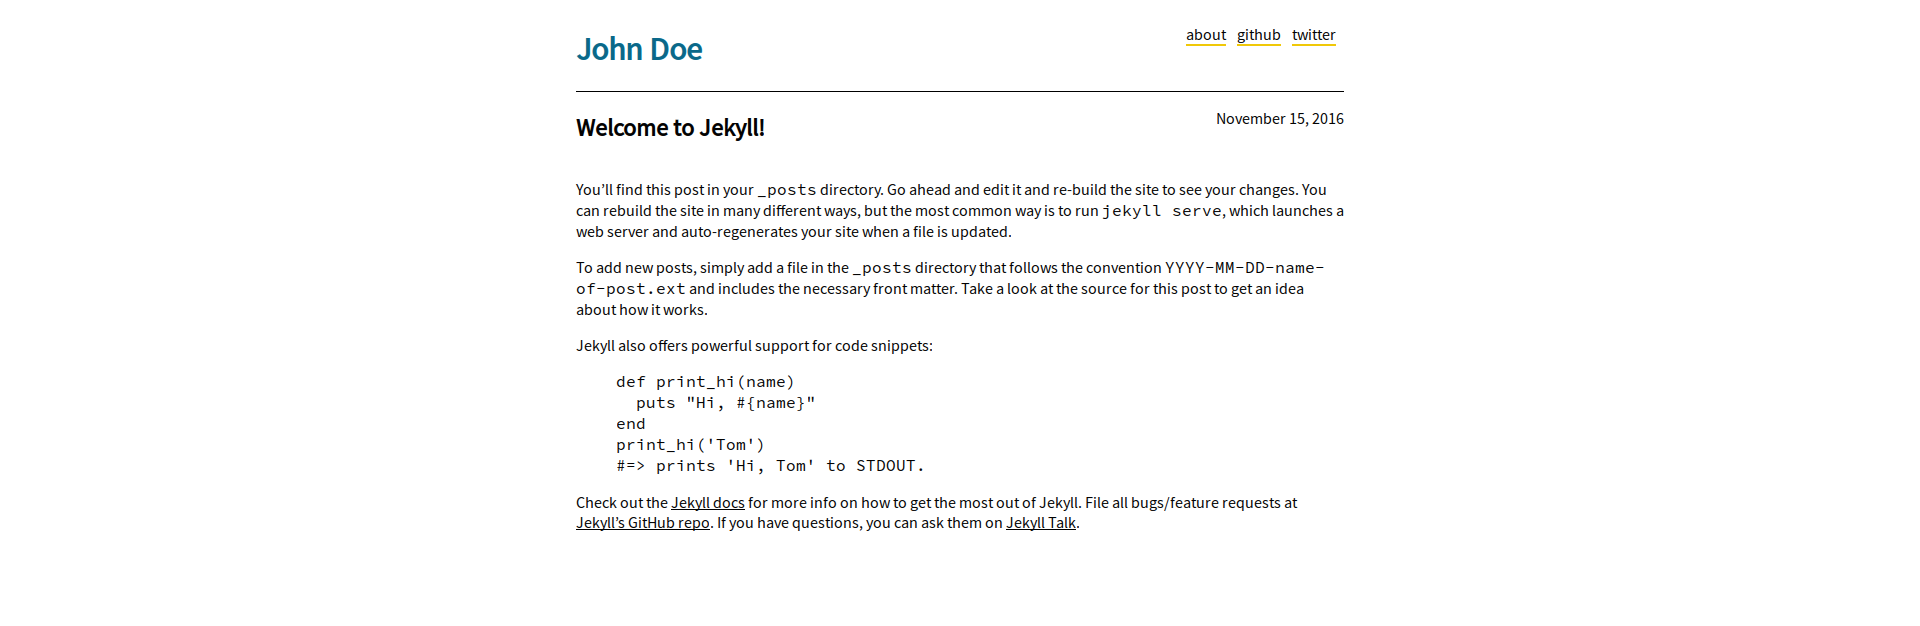 John Doe
about github twitter
Welcome to Jekyll!
November 15, 2016
You’ll find this post in your _posts directory. Go ahead and edit it and re-build the site to see your changes. You
can rebuild the site in many different ways, but the most common way is to run jekyll serve, which launches a
web server and auto-regenerates your site when a file is updated.
To add new posts, simply add a file in the _posts directory that follows the convention YYYY-MM-DD-name-
of-post.ext and includes the necessary front matter. Take a look at the source for this post to get an idea
about how it works.
Jekyll also offers powerful support for code snippets:
def print_hi(name)
  puts "Hi, #{name}"
end
print_hi('Tom')
#=> prints 'Hi, Tom' to STDOUT.
Check out the Jekyll docs for more info on how to get the most out of Jekyll. File all bugs/feature requests at
Jekyll’s GitHub repo. If you have questions, you can ask them on Jekyll Talk.